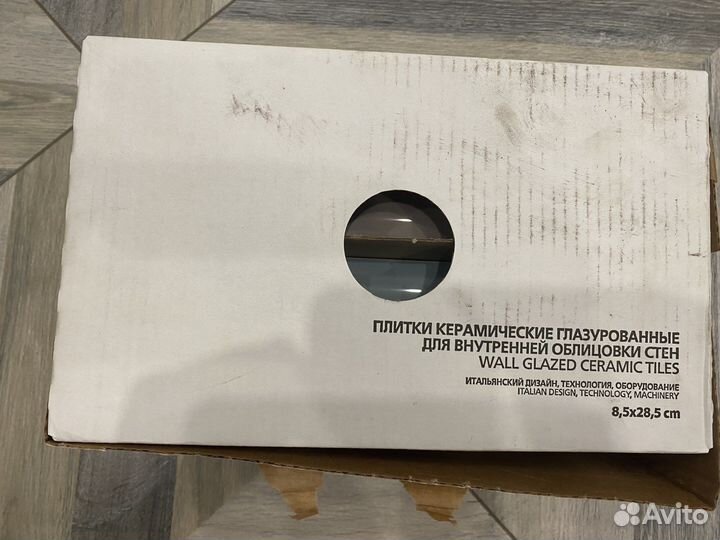 ПЛИТКИ КЕРАМИЧЕСКИЕ ГЛАЗУРОВАННЫЕ
ДЛЯ ВНУТРЕННЕЙ ОБЛИЦОВКИ СТЕН
WALL GLAZED CERAMIC TILES
ИТАЛЬЯНСКИЙ ДИЗАЙН, ТЕХНОЛОГИЯ, ОБОРУДОВАНИЕ
ITALIAN DESIGN, TECHNOLOGY, MACHINERY
8,5x28,5 cm
Avito